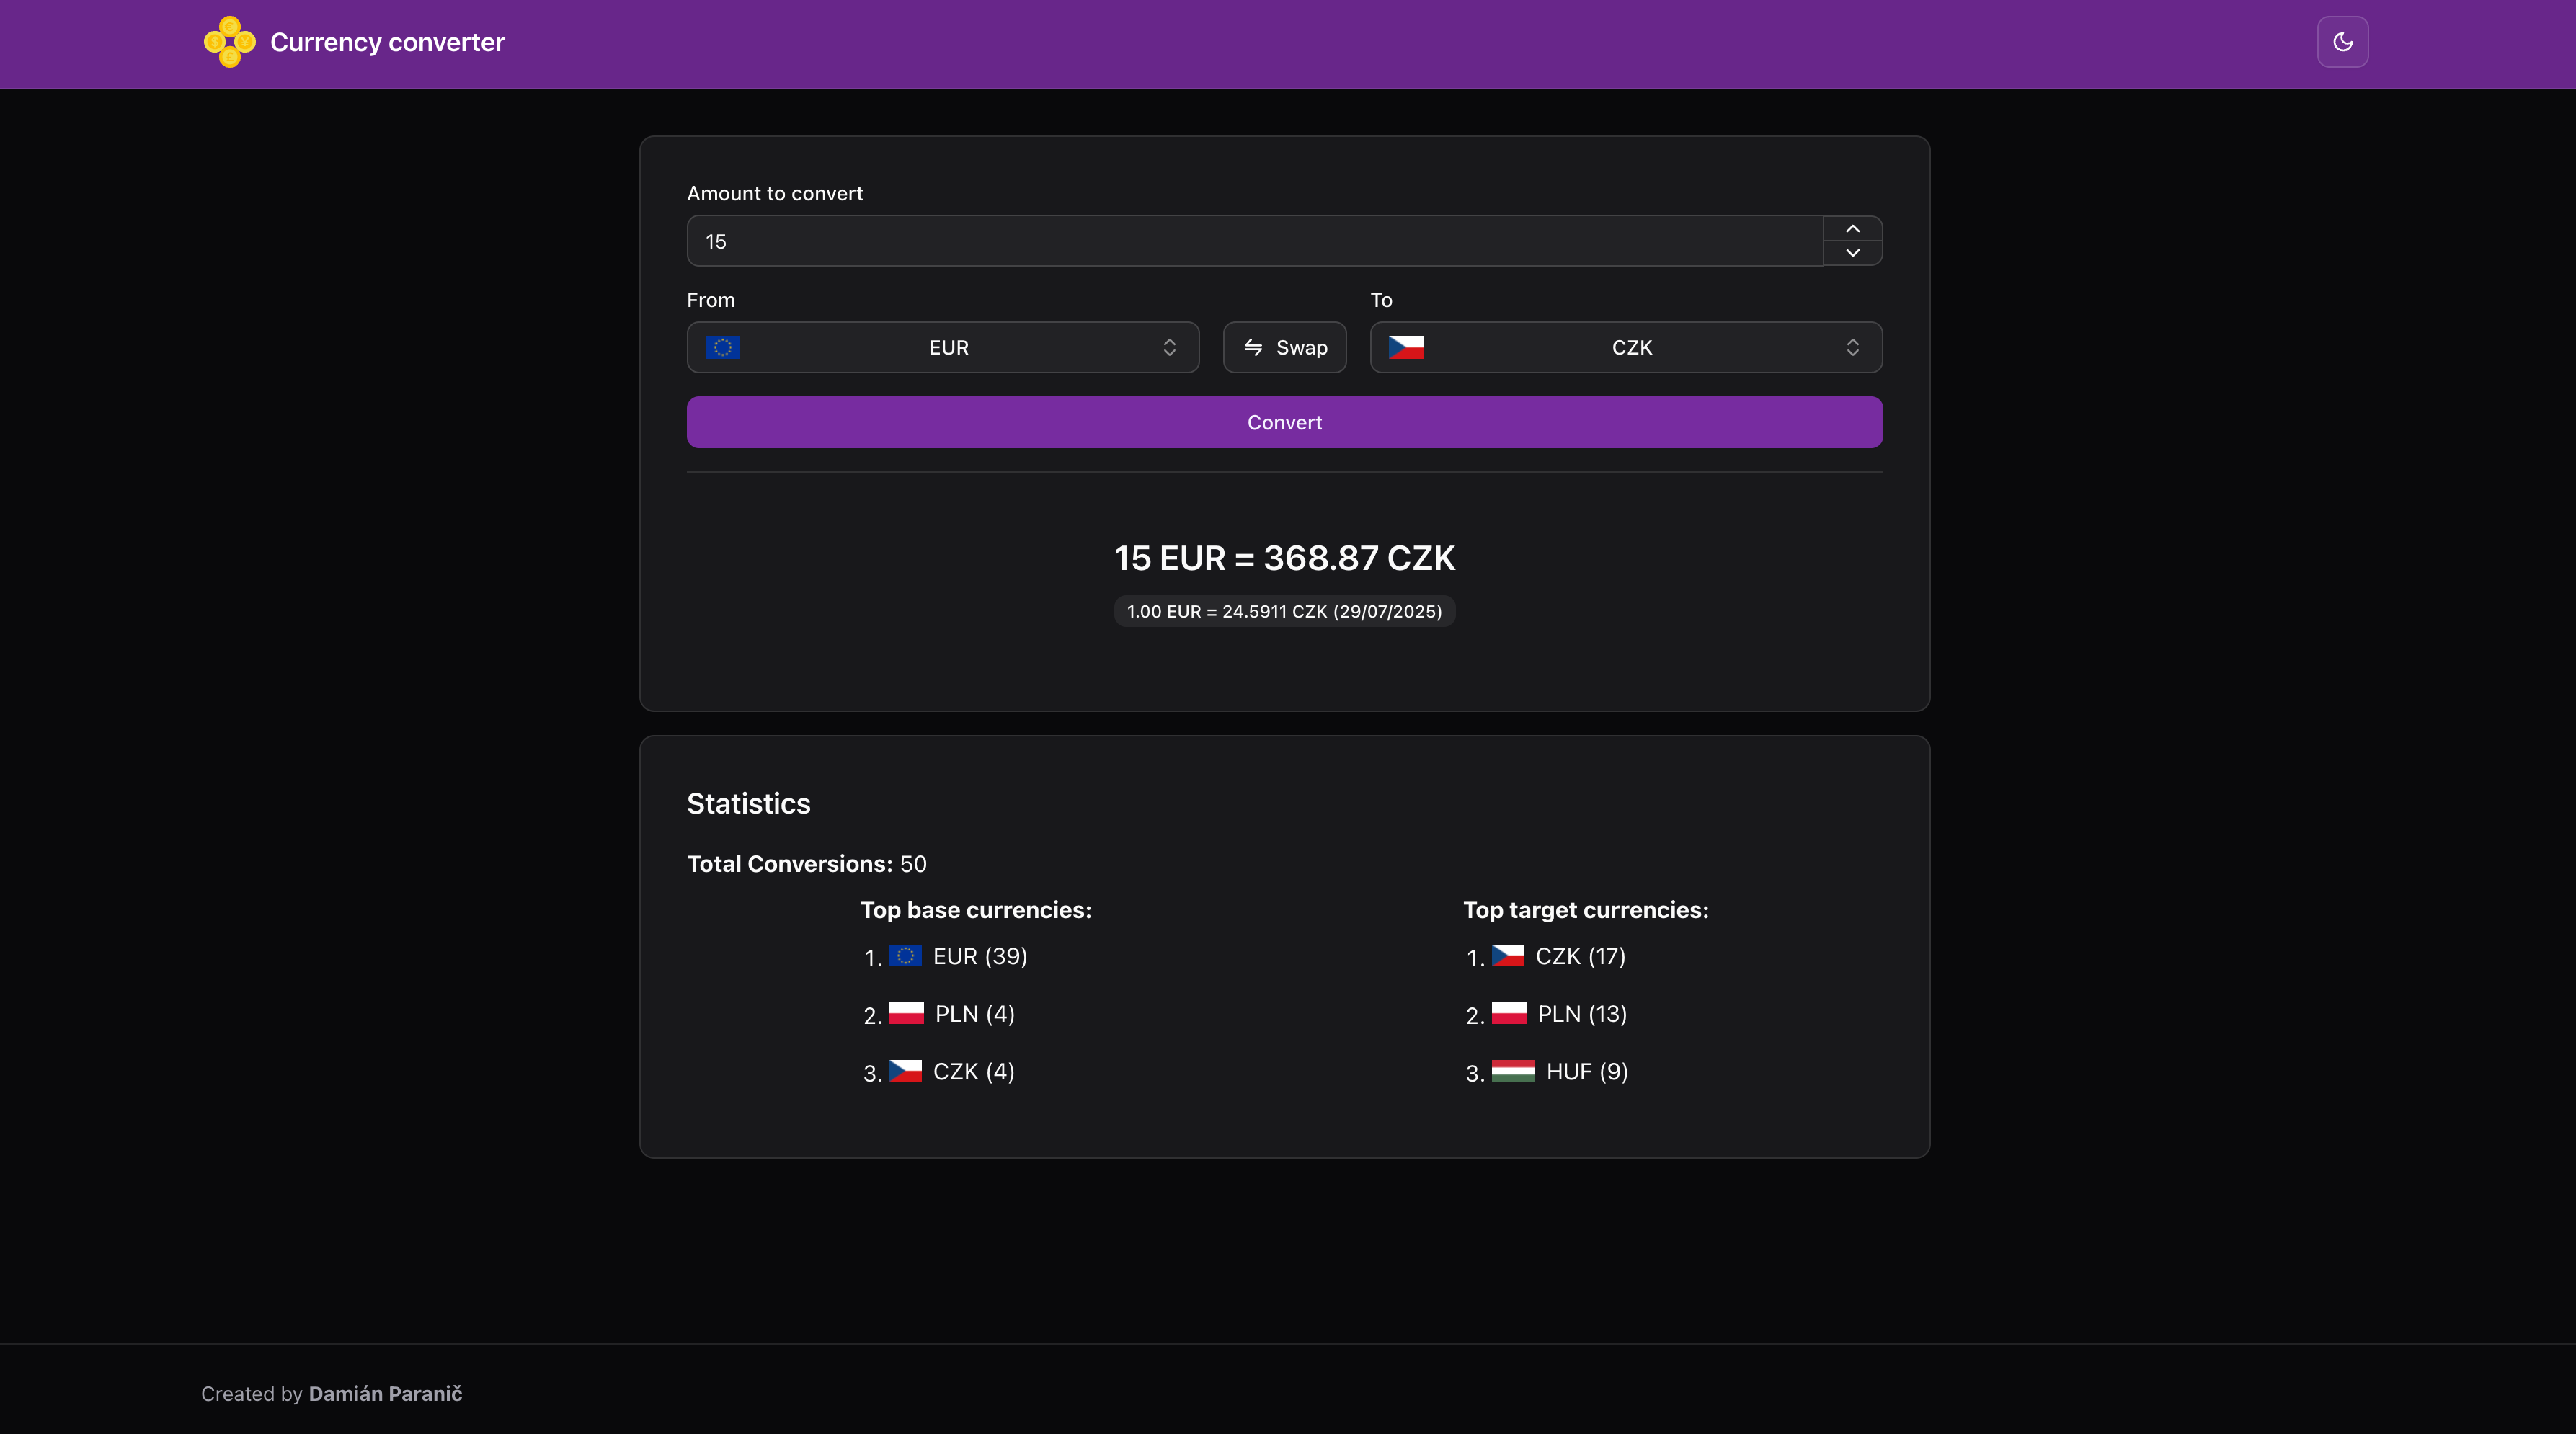 Currency converter
Amount to convert
15
From
To
EUR
Swap
CZK
Convert
15 EUR = 368.87 CZK
1.00 EUR = 24.5911 CZK (29/07/2025)
Statistics
Total Conversions: 50
Top base currencies:
1. EUR (39)
2. PLN (4)
3. CZK (4)
Top target currencies:
1. CZK (17)
2. PLN (13)
3. HUF (9)
Created by Damián Paranič